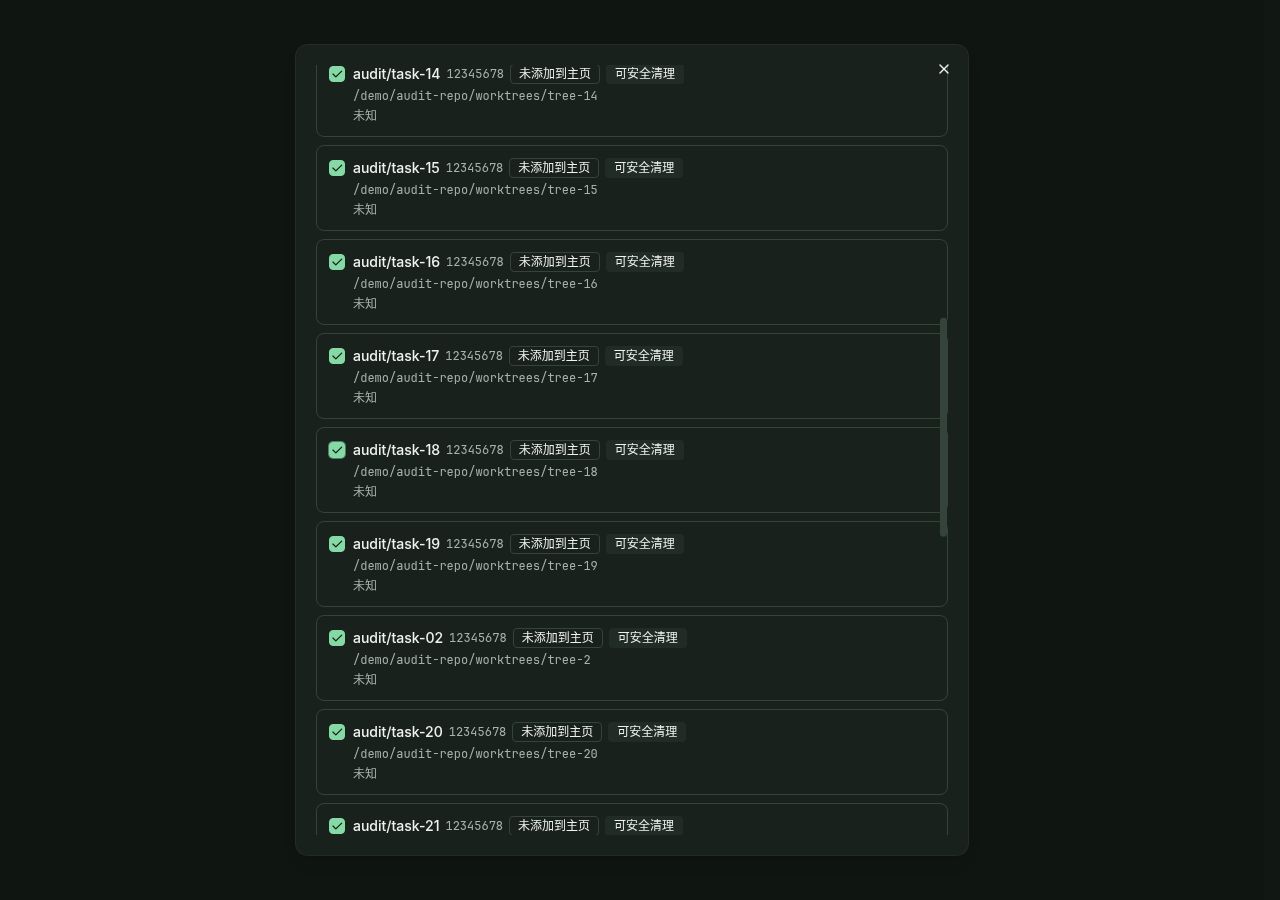 audit/task-14 12345678 未添加到主页 可安全清理
/demo/audit-repo/worktrees/tree-14
未知
audit/task-15 12345678 未添加到主页 可安全清理
/demo/audit-repo/worktrees/tree-15
未知
audit/task-16 12345678 未添加到主页 可安全清理
/demo/audit-repo/worktrees/tree-16
未知
audit/task-17 12345678 未添加到主页 可安全清理
/demo/audit-repo/worktrees/tree-17
未知
audit/task-18 12345678 未添加到主页 可安全清理
/demo/audit-repo/worktrees/tree-18
未知
audit/task-19 12345678 未添加到主页 可安全清理
/demo/audit-repo/worktrees/tree-19
未知
audit/task-02 12345678 未添加到主页 可安全清理
/demo/audit-repo/worktrees/tree-2
未知
audit/task-20 12345678 未添加到主页 可安全清理
/demo/audit-repo/worktrees/tree-20
未知
audit/task-21 12345678 未添加到主页 可安全清理